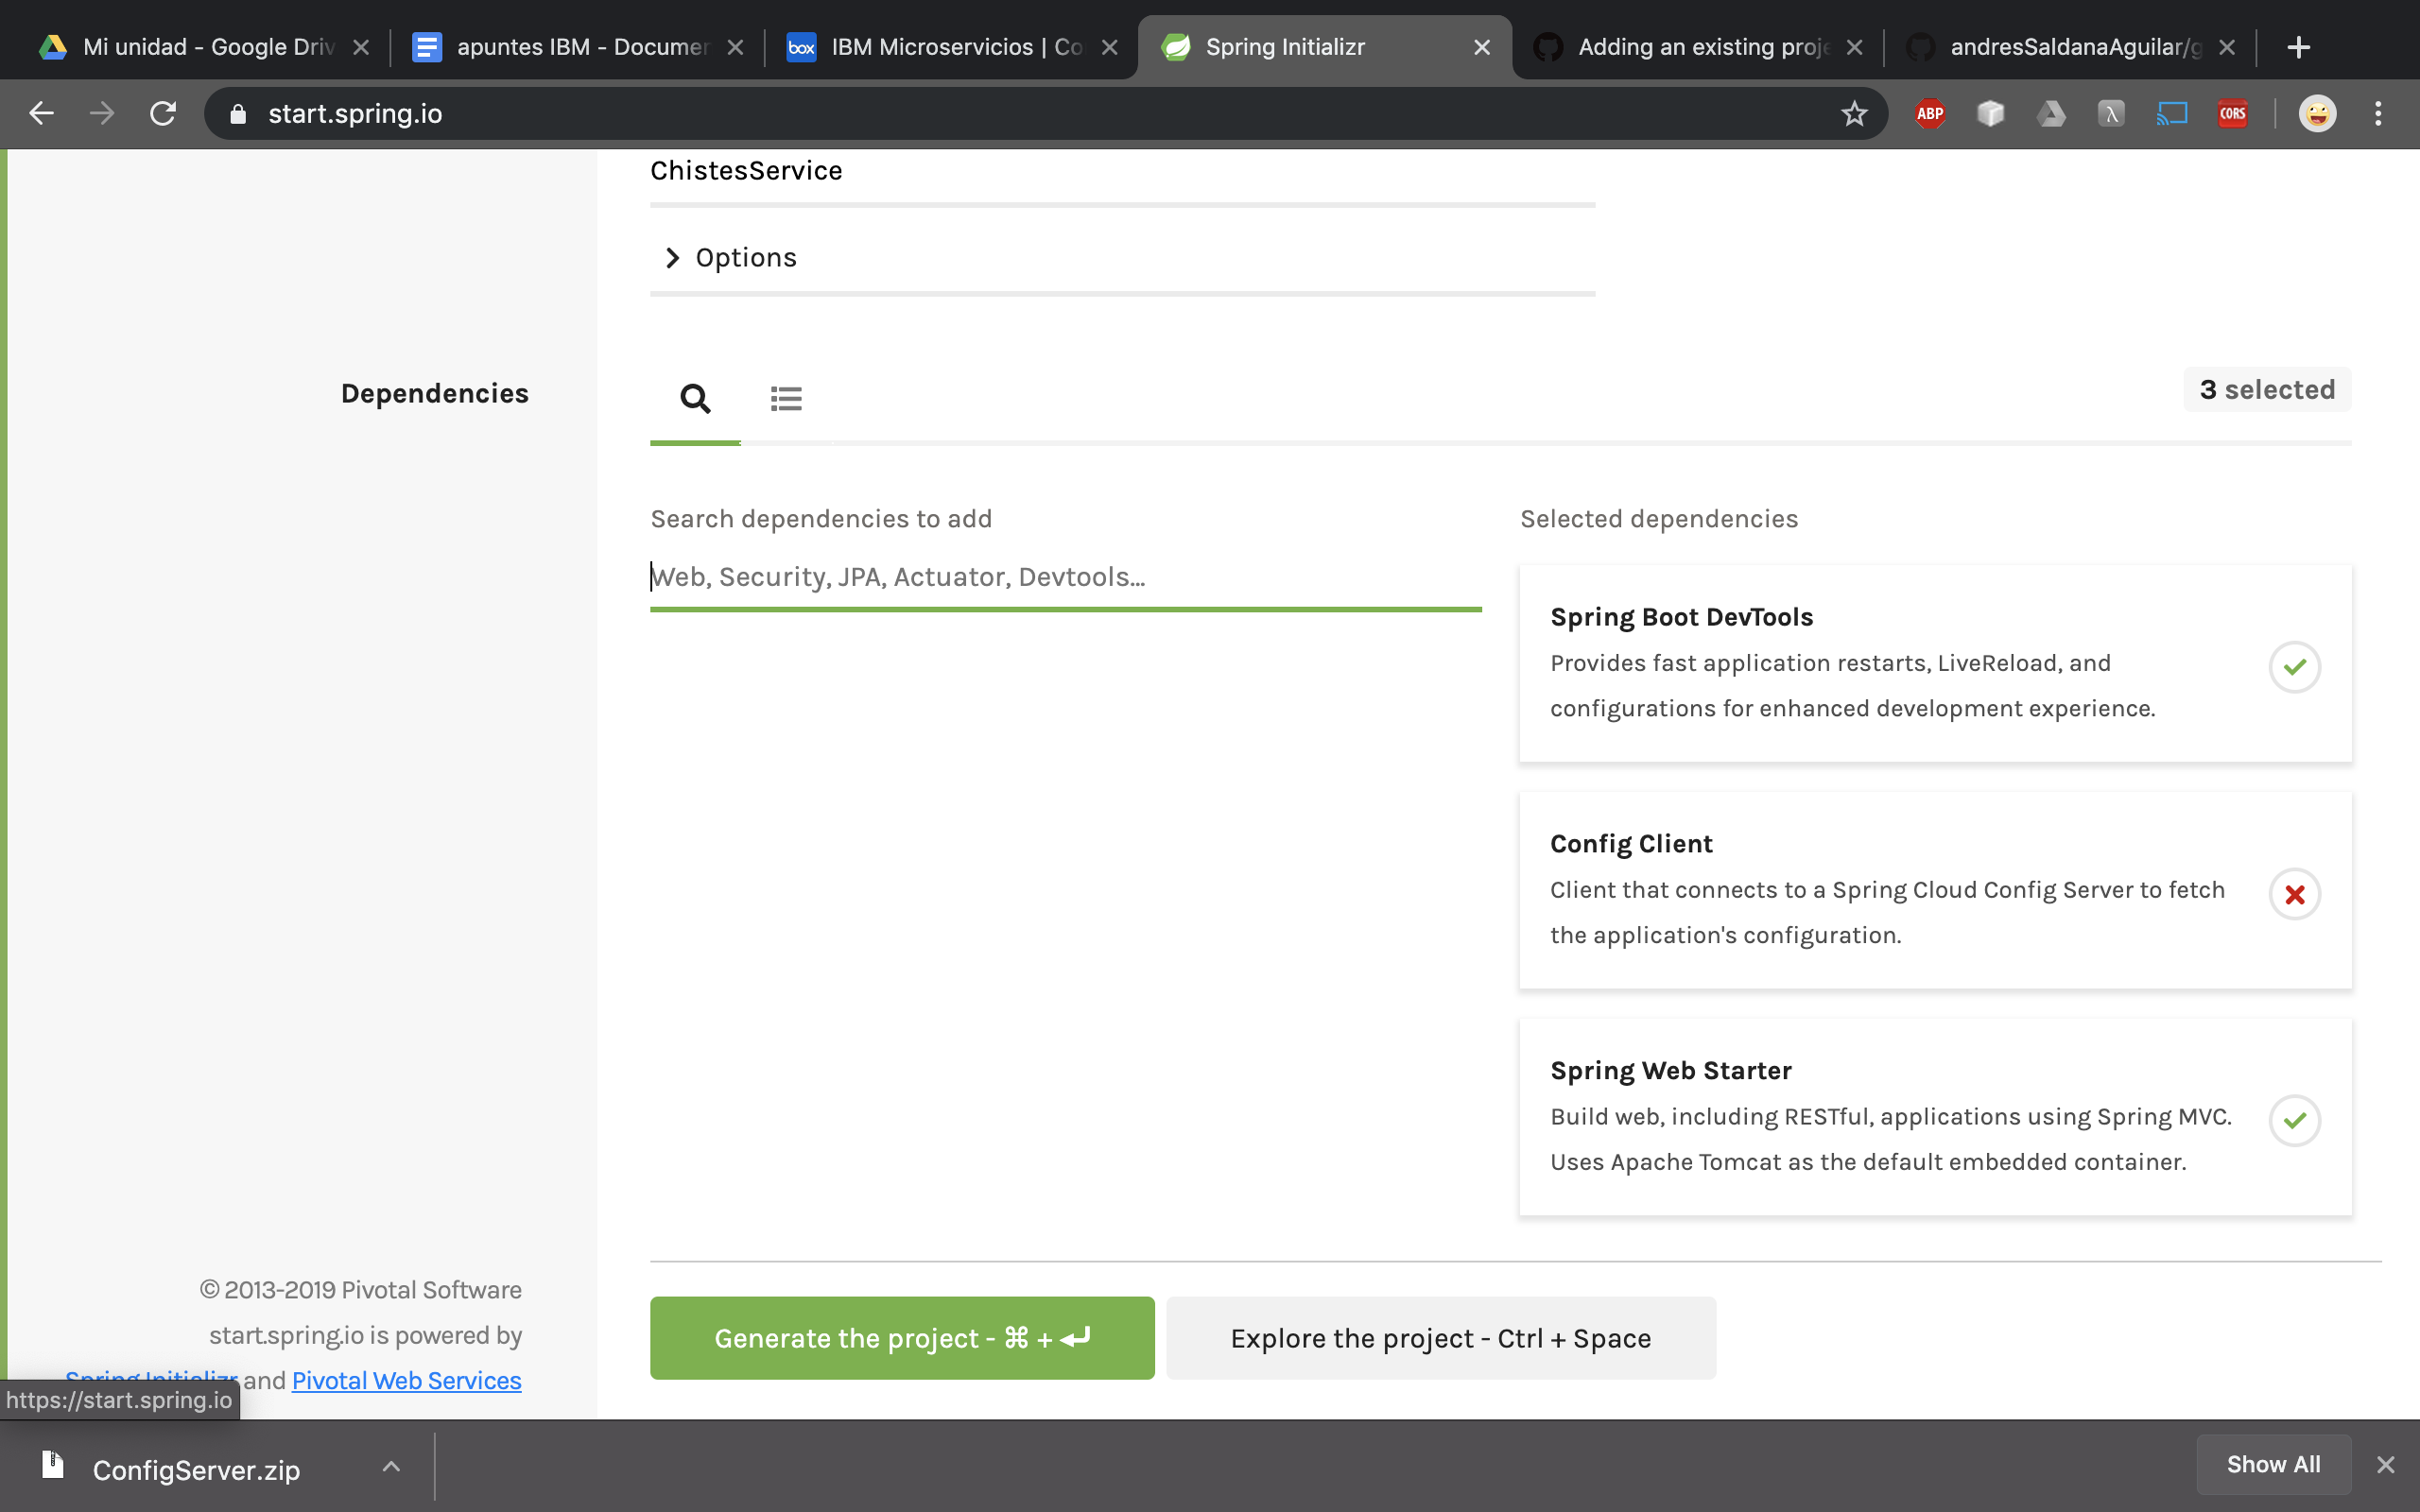 Mi unidad - Google Driv
apuntes IBM - Documen
box
IBM Microservicios | Co
Spring Initializr
Adding an existing proje
andresSaldanaAguilar/g
start.spring.io
ABP
λ
CORS
ChistesService
Options
Dependencies
3 selected
Search dependencies to add
Web, Security, JPA, Actuator, Devtools...
Selected dependencies
Spring Boot DevTools
Provides fast application restarts, LiveReload, and
configurations for enhanced development experience.
Config Client
Client that connects to a Spring Cloud Config Server to fetch
the application's configuration.
Spring Web Starter
Build web, including RESTful, applications using Spring MVC.
Uses Apache Tomcat as the default embedded container.
© 2013-2019 Pivotal Software
start.spring.io is powered by
Spring Initializr and Pivotal Web Services
https://start.spring.io
Generate the project - ⌘ + ↵
Explore the project - Ctrl + Space
ConfigServer.zip
Show All